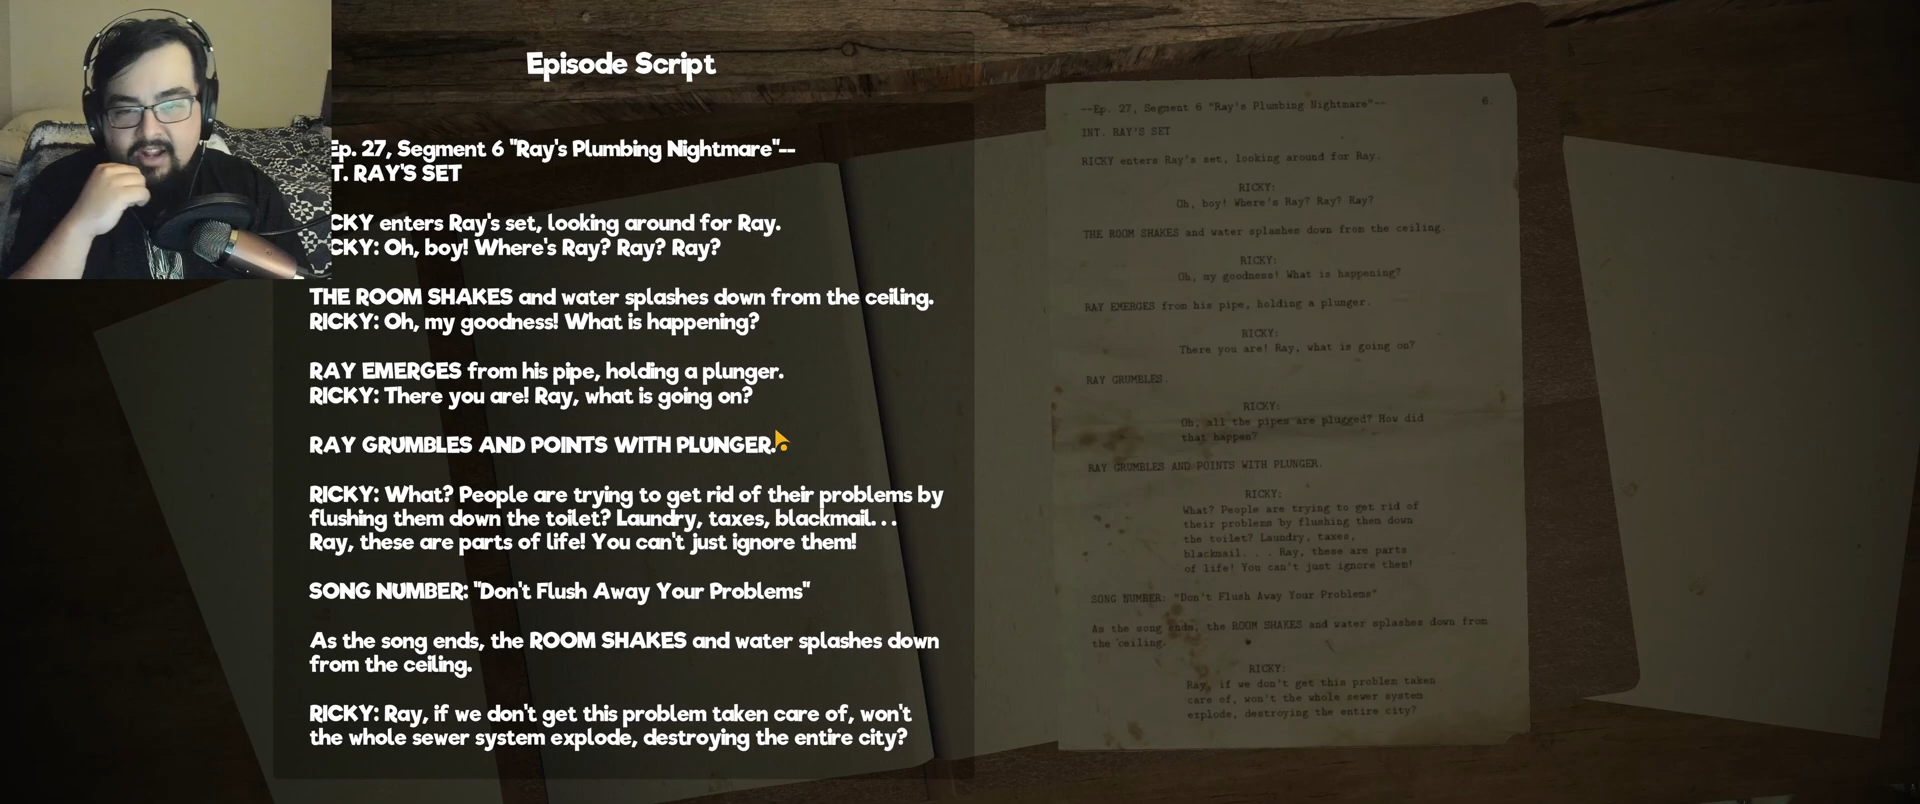 Episode Script
Ep. 27, Segment 6 "Ray's Plumbing Nightmare"--
T. RAY'S SET
CKY enters Ray's set, looking around for Ray.
CKY: Oh, boy! Where's Ray? Ray? Ray?
THE ROOM SHAKES and water splashes down from the ceiling.
RICKY: Oh, my goodness! What is happening?
RAY EMERGES from his pipe, holding a plunger.
RICKY: There you are! Ray, what is going on?
RAY GRUMBLES AND POINTS WITH PLUNGER.
RICKY: What? People are trying to get rid of their problems by
flushing them down the toilet? Laundry, taxes, blackmail. . .
Ray, these are parts of life! You can't just ignore them!
SONG NUMBER: "Don't Flush Away Your Problems"
As the song ends, the ROOM SHAKES and water splashes down
from the ceiling.
RICKY: Ray, if we don't get this problem taken care of, won't
the whole sewer system explode, destroying the entire city?
--Ep. 27, Segment 6 "Ray's Plumbing Nightmare"--
6.
INT. RAY'S SET
RICKY enters Ray's set, looking around for Ray.
RICKY:
Oh, boy! Where's Ray? Ray? Ray?
THE ROOM SHAKES and water splashes down from the ceiling.
RICKY:
Oh, my goodness! What is happening?
RAY EMERGES from his pipe, holding a plunger.
RICKY:
There you are! Ray, what is going on?
RAY GRUMBLES.
RICKY:
Oh, all the pipes are plugged? How did
that happen?
RAY GRUMBLES AND POINTS WITH PLUNGER.
RICKY:
What? People are trying to get rid of
their problems by flushing them down
the toilet? Laundry, taxes,
blackmail. . . Ray, these are parts
of life! You can't just ignore them!
SONG NUMBER: "Don't Flush Away Your Problems"
As the song ends, the ROOM SHAKES and water splashes down from
the ceiling.
RICKY:
Ray, if we don't get this problem taken
care of, won't the whole sewer system
explode, destroying the entire city?